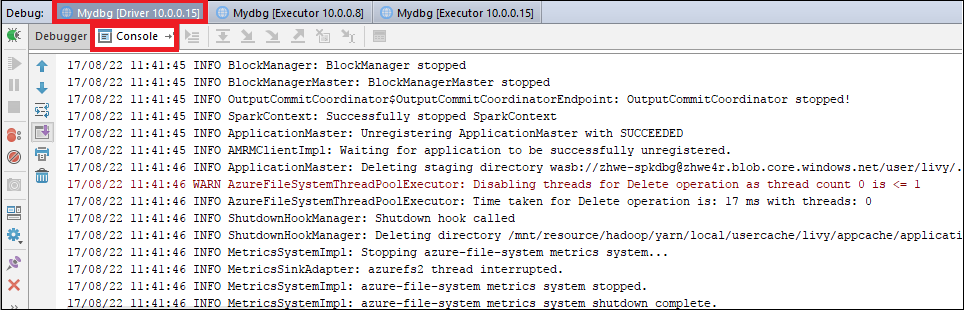 Debug: Mydbg [Driver 10.0.0.15] Mydbg [Executor 10.0.0.8] Mydbg [Executor 10.0.0.15]
Debugger Console
17/08/22 11:41:45 INFO BlockManager: BlockManager stopped
17/08/22 11:41:45 INFO BlockManagerMaster: BlockManagerMaster stopped
17/08/22 11:41:45 INFO OutputCommitCoordinator$OutputCommitCoordinatorEndpoint: OutputCommitCoordinator stopped!
17/08/22 11:41:45 INFO SparkContext: Successfully stopped SparkContext
17/08/22 11:41:45 INFO ApplicationMaster: Unregistering ApplicationMaster with SUCCEEDED
17/08/22 11:41:45 INFO AMRMClientImpl: Waiting for application to be successfully unregistered.
17/08/22 11:41:46 INFO ApplicationMaster: Deleting staging directory wasb://zhwe-spkdbg@zhwe4r.blob.core.windows.net/user/livy/.
17/08/22 11:41:46 WARN AzureFileSystemThreadPoolExecutor: Disabling threads for Delete operation as thread count 0 is <= 1
17/08/22 11:41:46 INFO AzureFileSystemThreadPoolExecutor: Time taken for Delete operation is: 17 ms with threads: 0
17/08/22 11:41:46 INFO ShutdownHookManager: Shutdown hook called
17/08/22 11:41:46 INFO ShutdownHookManager: Deleting directory /mnt/resource/hadoop/yarn/local/usercache/livy/appcache/applicati
17/08/22 11:41:46 INFO MetricsSystemImpl: Stopping azure-file-system metrics system...
17/08/22 11:41:46 INFO MetricsSinkAdapter: azurefs2 thread interrupted.
17/08/22 11:41:46 INFO MetricsSystemImpl: azure-file-system metrics system stopped.
17/08/22 11:41:46 INFO MetricsSystemImpl: azure-file-system metrics system shutdown complete.